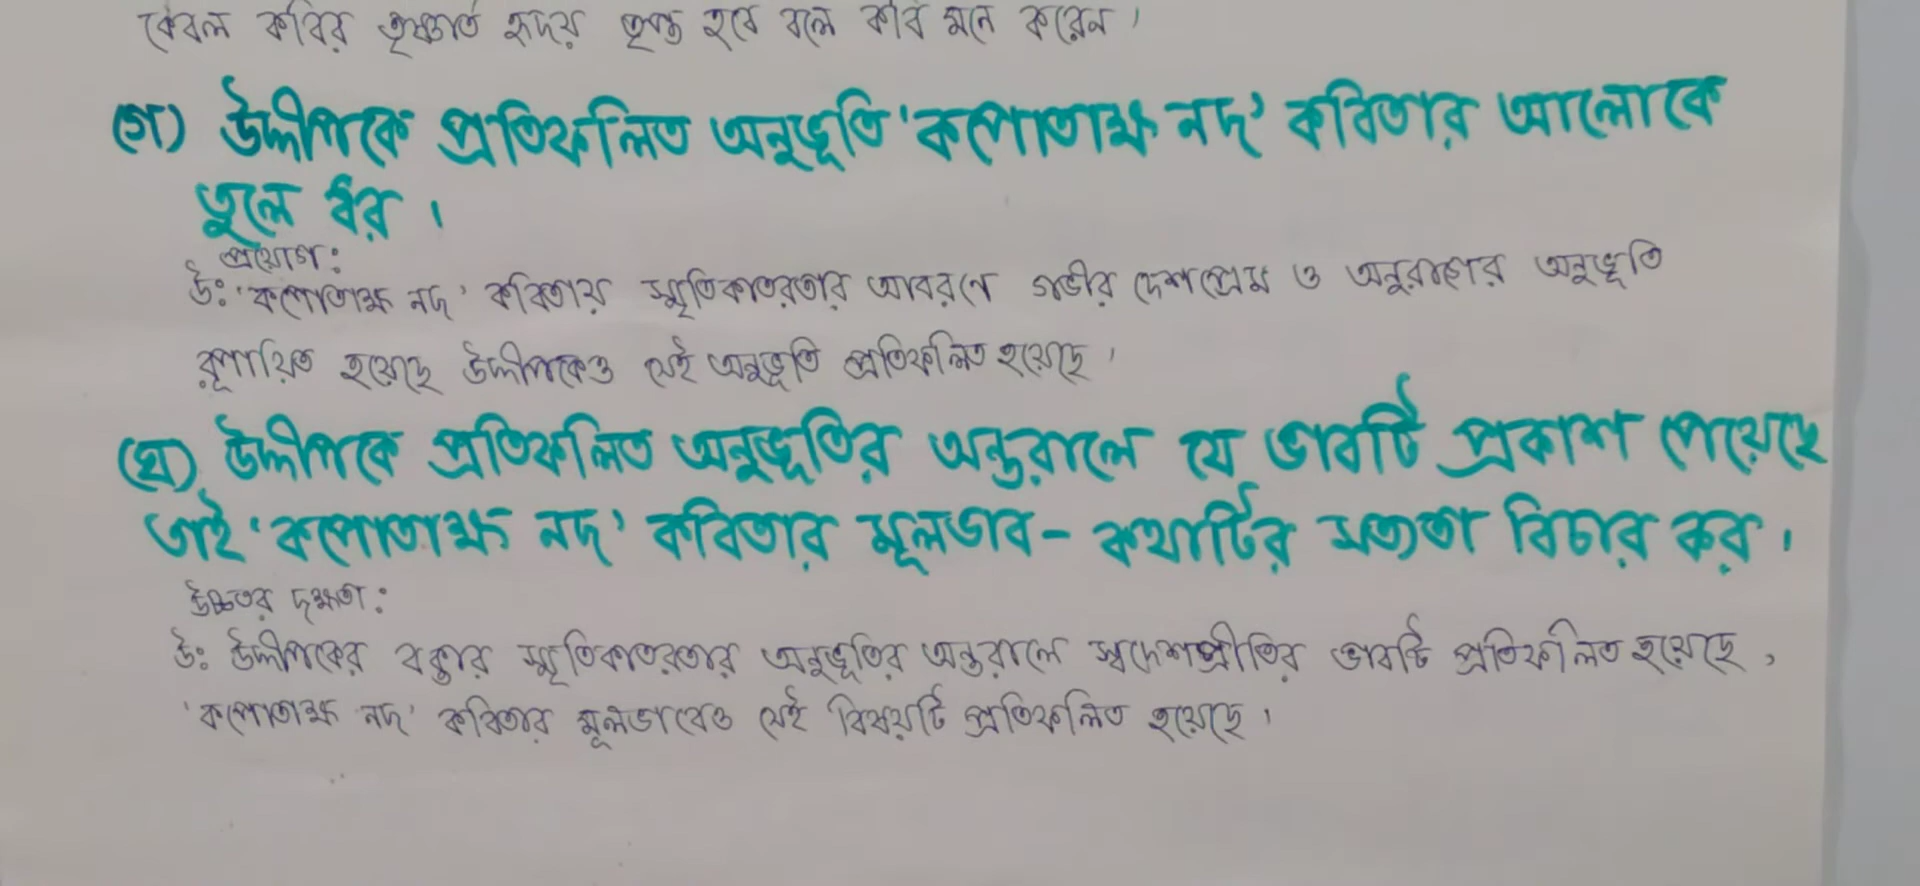 কেবল কবির তৃষ্ণার্ত হৃদয় তৃপ্ত হবে বলে কবি মনে করেন।
(গ) উদ্দীপকে প্রতিফলিত অনুভূতি 'কপোতাক্ষ নদ' কবিতার আলোকে
তুলে ধর।
প্রয়োগ:
উ: 'কপোতাক্ষ নদ' কবিতায় স্মৃতিকাতরতার আবরণে গভীর দেশপ্রেম ও অনুরাগের অনুভূতি
রূপায়িত হয়েছে উদ্দীপকেও সেই অনুভূতি প্রতিফলিত হয়েছে।
(ঘ) উদ্দীপকে প্রতিফলিত অনুভূতির অন্তরালে যে ভাবটি প্রকাশ পেয়েছে
তাই 'কপোতাক্ষ নদ' কবিতার মূলভাব- কথাটির সত্যতা বিচার কর।
উচ্চতর দক্ষতা:
উ: উদ্দীপকের বক্তার স্মৃতিকাতরতার অনুভূতির অন্তরালে স্বদেশপ্রীতির ভাবটি প্রতিফলিত হয়েছে,
'কপোতাক্ষ নদ' কবিতার মূলভাবেও সেই বিষয়টি প্রতিফলিত হয়েছে।